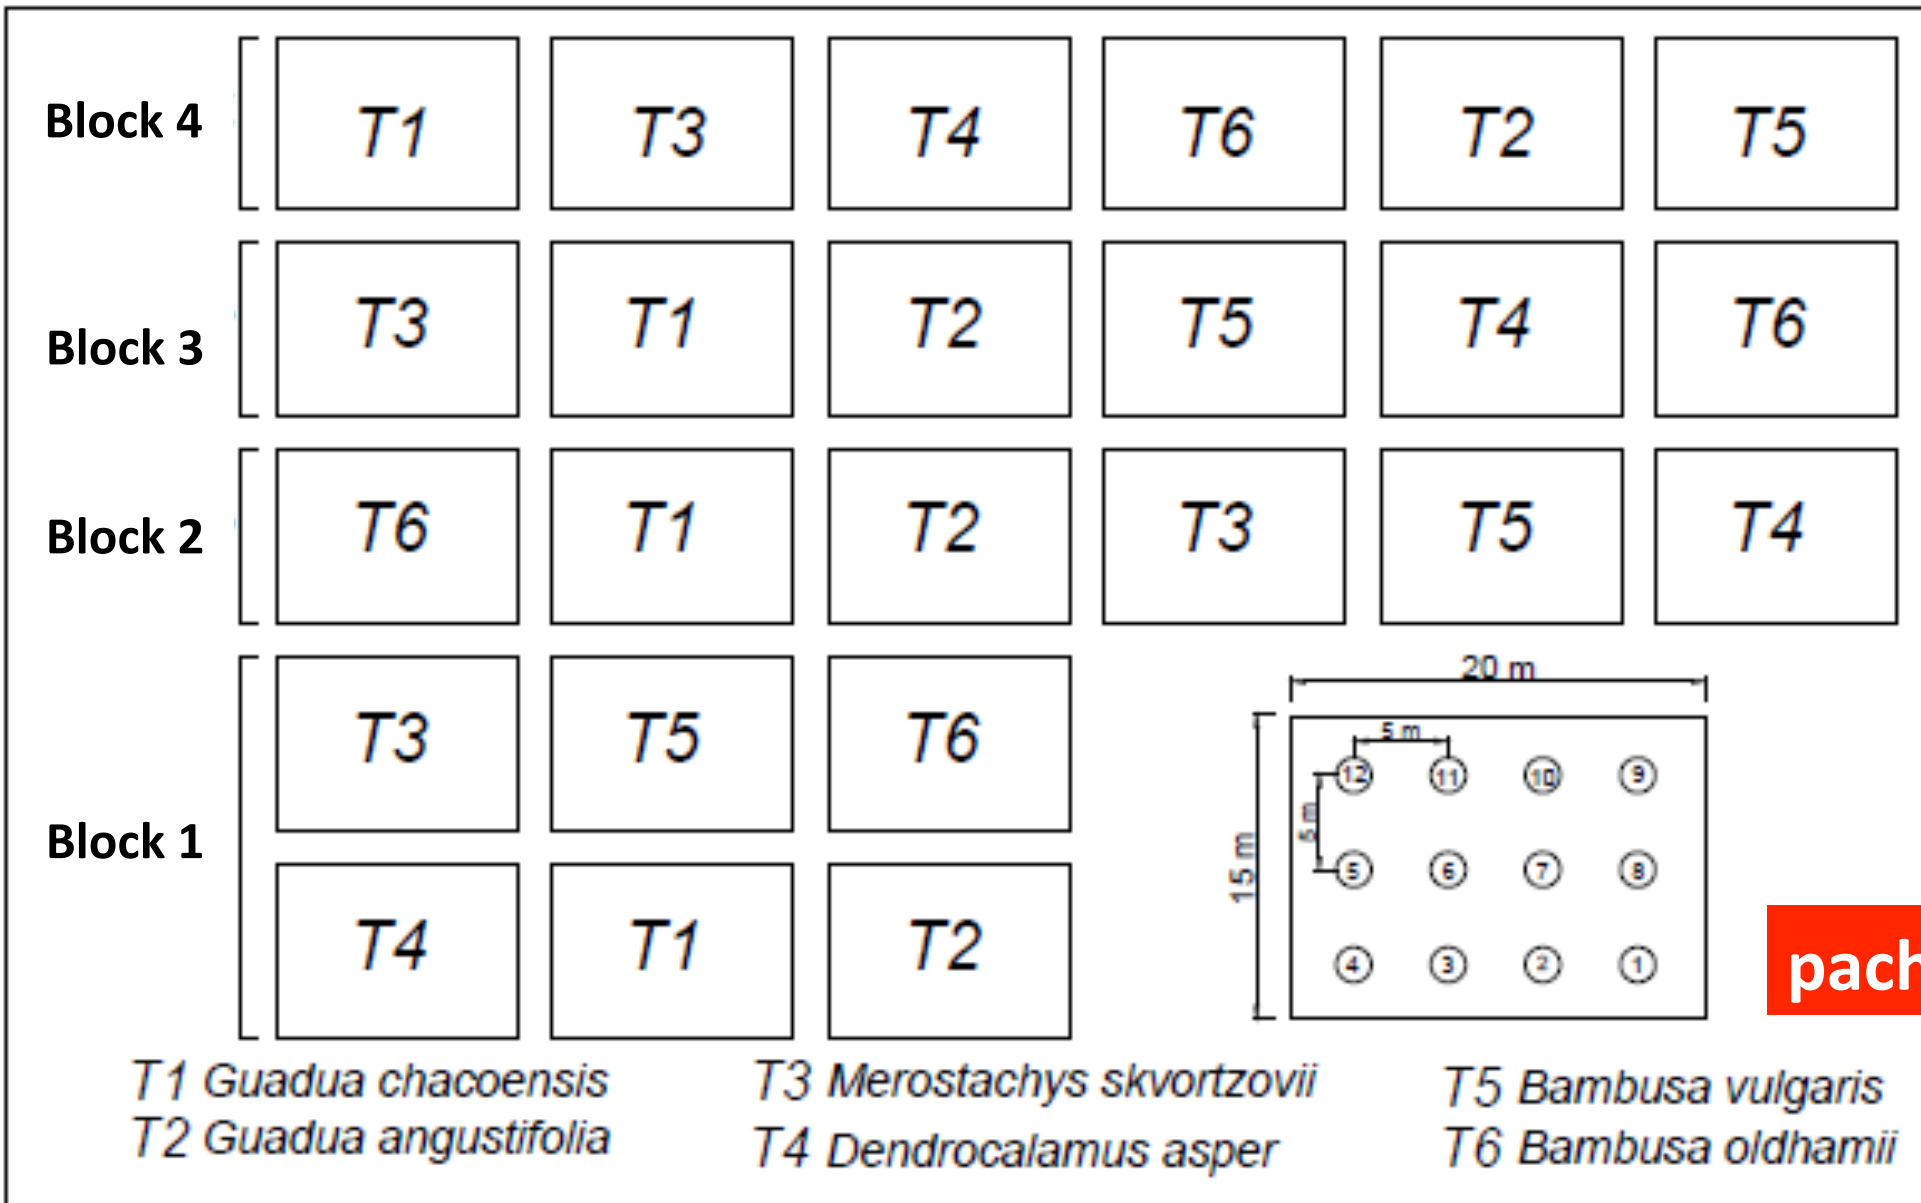 Block 4 T1 T3 T4 T6 T2 T5
Block 3 T3 T1 T2 T5 T4 T6
Block 2 T6 T1 T2 T3 T5 T4
Block 1
T3 T5 T6
T4 T1 T2
20 m
15 m
5 m
5 m
12 11 10 9
5 6 7 8
4 3 2 1
pach
T1 Guadua chacoensis
T2 Guadua angustifolia
T3 Merostachys skvortzovii
T4 Dendrocalamus asper
T5 Bambusa vulgaris
T6 Bambusa oldhamii